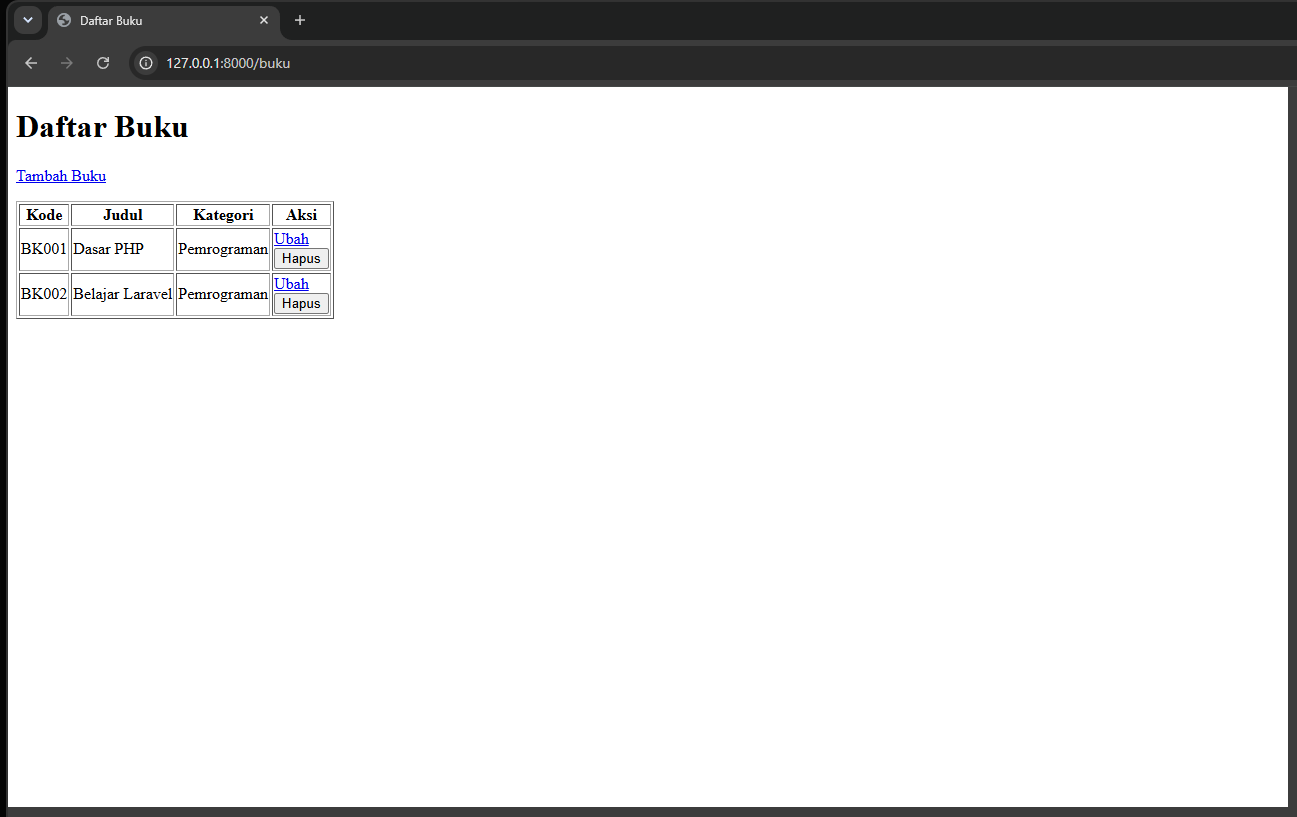 Daftar Buku
127.0.0.1:8000/buku
Daftar Buku
Tambah Buku
Kode Judul Kategori Aksi
BK001 Dasar PHP Pemrograman Ubah Hapus
BK002 Belajar Laravel Pemrograman Ubah Hapus